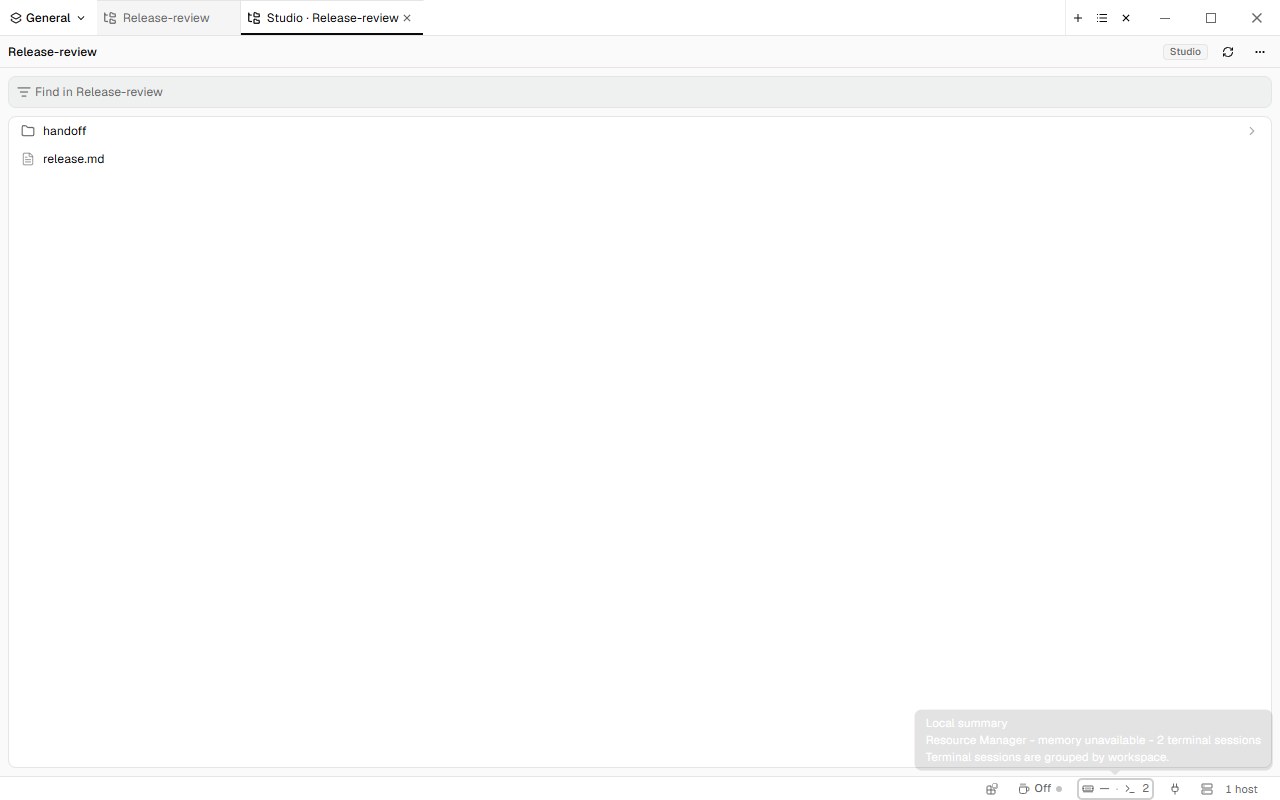 General
Release-review
Studio · Release-review
Release-review
Studio
Find in Release-review
handoff
release.md
Local summary
Resource Manager - memory unavailable - 2 terminal sessions
Terminal sessions are grouped by workspace.
Off
— · 2
1 host